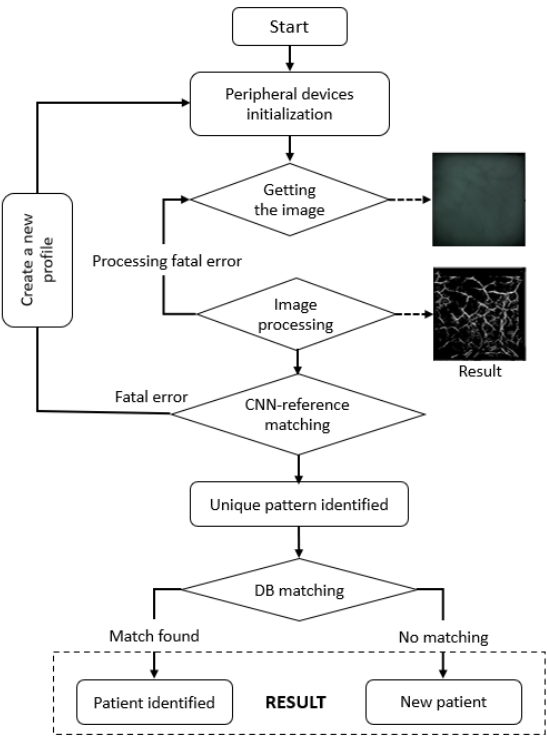 Start
Peripheral devices
initialization
Getting
the image
Create a new
profile
Processing fatal error
Image
processing
Result
Fatal error
CNN-reference
matching
Unique pattern identified
DB matching
Match found
No matching
Patient identified
RESULT
New patient